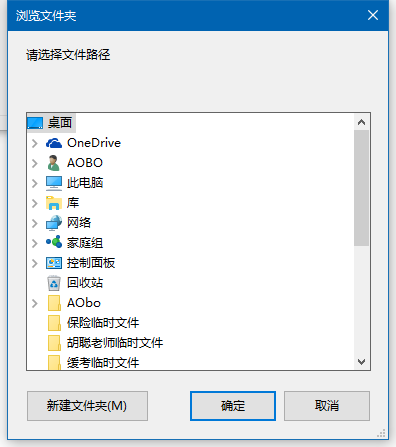 浏览文件夹
请选择文件路径
桌面
OneDrive
AOBO
此电脑
库
网络
家庭组
控制面板
回收站
AObo
保险临时文件
胡聪老师临时文件
缓考临时文件
新建文件夹(M)
确定
取消